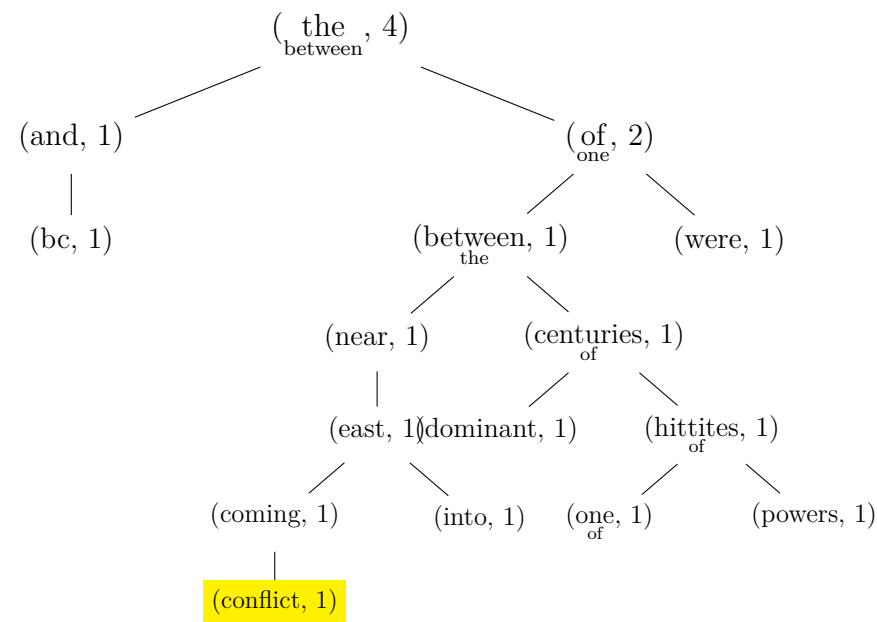 (the, 4)
between
(and, 1)
(of, 2)
one
(bc, 1)
(between, 1)
the
(were, 1)
(near, 1)
(centuries, 1)
of
(east, 1)
(dominant, 1)
(hittites, 1)
of
(coming, 1)
(into, 1)
(one, 1)
of
(powers, 1)
(conflict, 1)